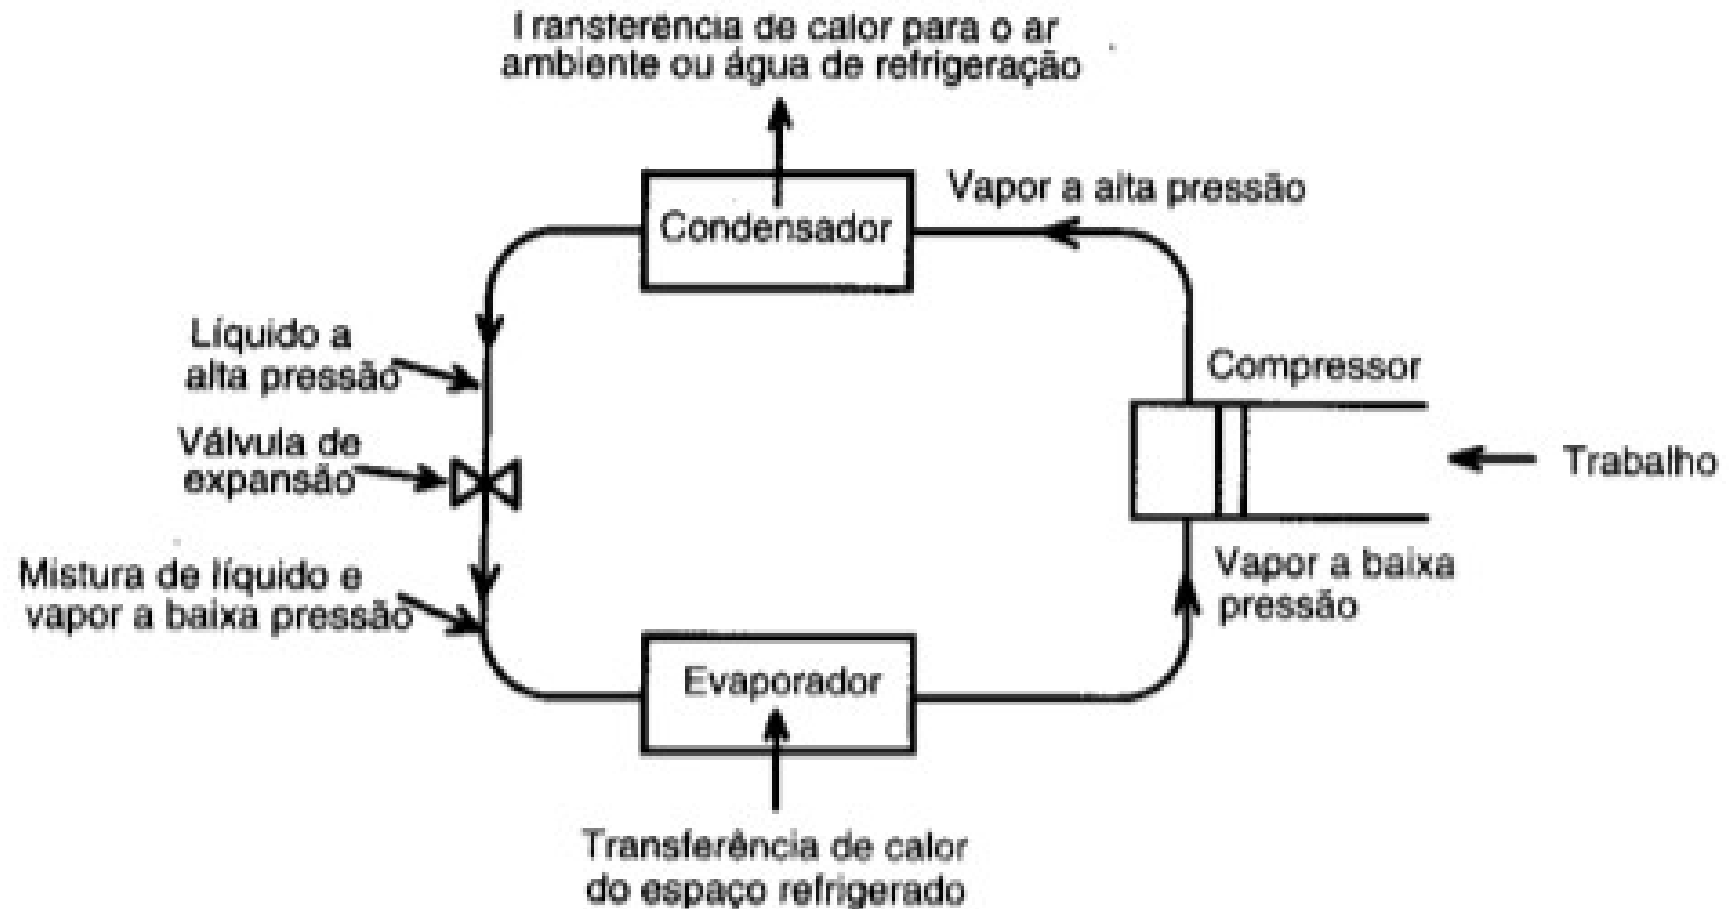 Transferência de calor para o ar
ambiente ou água de refrigeração
Condensador
Vapor a alta pressão
Líquido a
alta pressão
Compressor
Válvula de
expansão
Trabalho
Mistura de líquido e
vapor a baixa pressão
Vapor a baixa
pressão
Evaporador
Transferência de calor
do espaço refrigerado